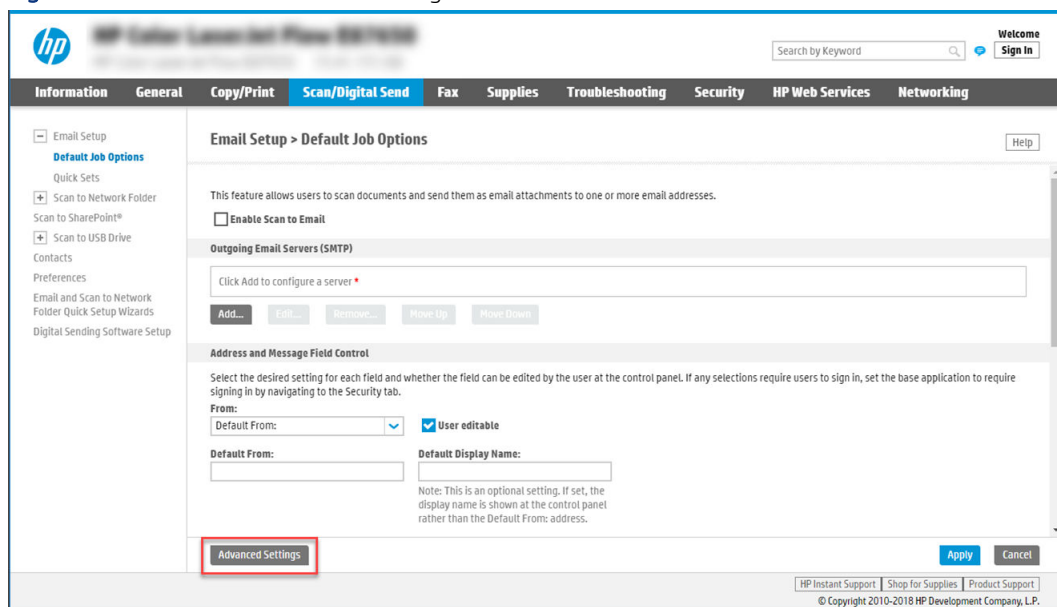 hp
Welcome
Search by Keyword
Sign In
Information General Copy/Print Scan/Digital Send Fax Supplies Troubleshooting Security HP Web Services Networking
Email Setup
Default Job Options
Quick Sets
Scan to Network Folder
Scan to SharePoint®
Scan to USB Drive
Contacts
Preferences
Email and Scan to Network
Folder Quick Setup Wizards
Digital Sending Software Setup
Email Setup > Default Job Options
Help
This feature allows users to scan documents and send them as email attachments to one or more email addresses.
Enable Scan to Email
Outgoing Email Servers (SMTP)
Click Add to configure a server *
Add... Edit... Remove... Move Up Move Down
Address and Message Field Control
Select the desired setting for each field and whether the field can be edited by the user at the control panel. If any selections require users to sign in, set the base application to require
signing in by navigating to the Security tab.
From:
Default From: User editable
Default From: Default Display Name:
Note: This is an optional setting. If set, the
display name is shown at the control panel
rather than the Default From: address.
Advanced Settings Apply Cancel
HP Instant Support Shop for Supplies Product Support
© Copyright 2010-2018 HP Development Company, L.P.